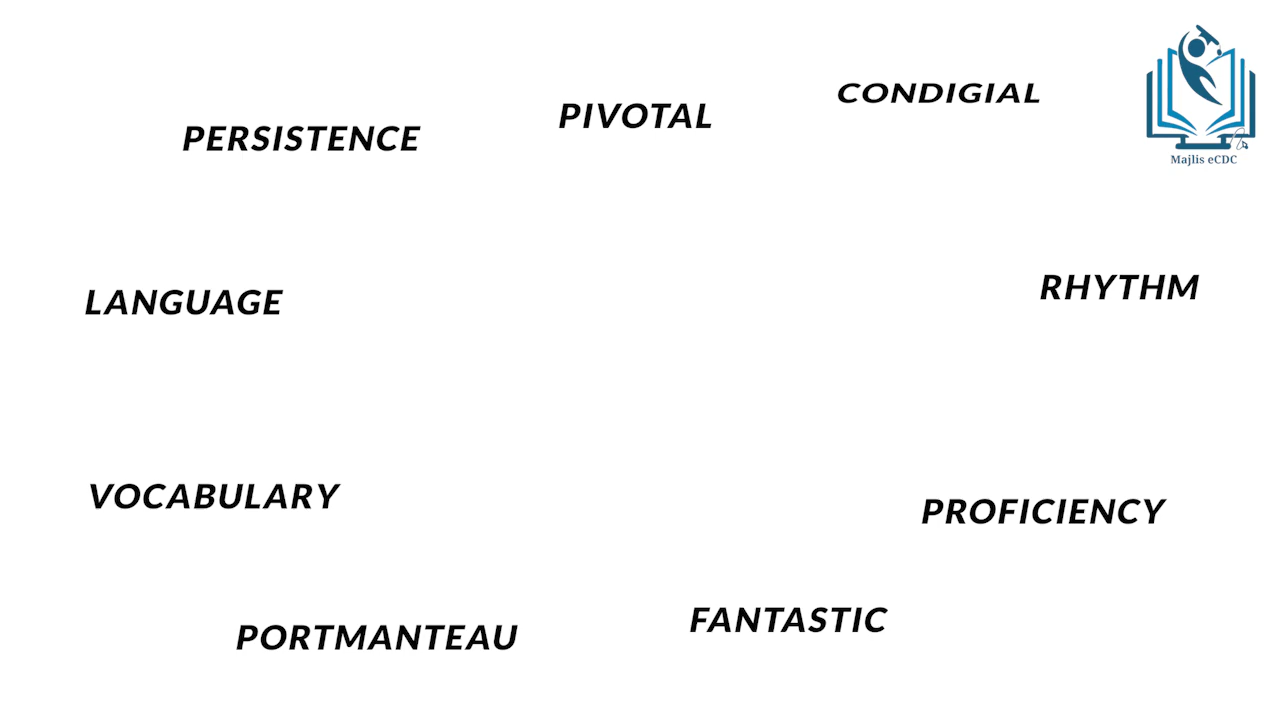 CONDIGIAL
PIVOTAL
PERSISTENCE
Majlis eCDC
RHYTHM
LANGUAGE
VOCABULARY
PROFICIENCY
FANTASTIC
PORTMANTEAU